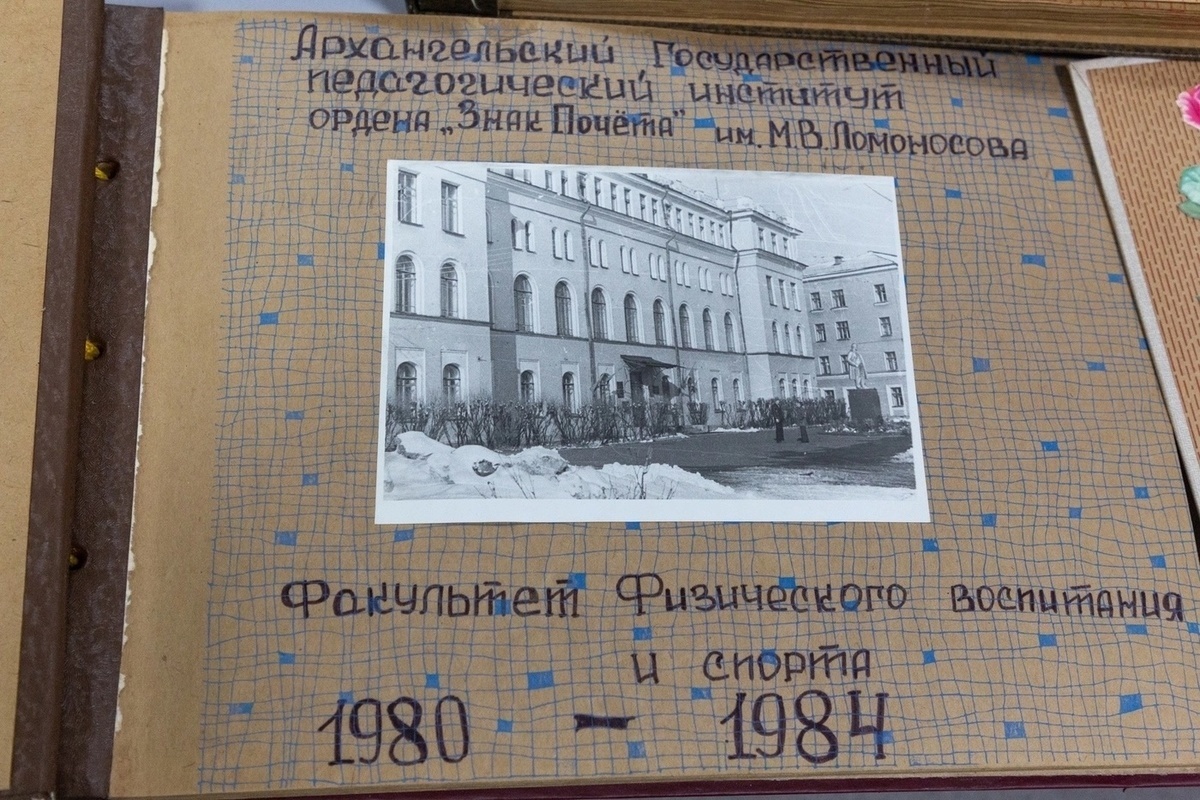 Архангельский Государственный
педагогический институт
ордена „Знак Почёта" им. М.В. Ломоносова
Факультет Физического воспитания
и спорта
1980 – 1984